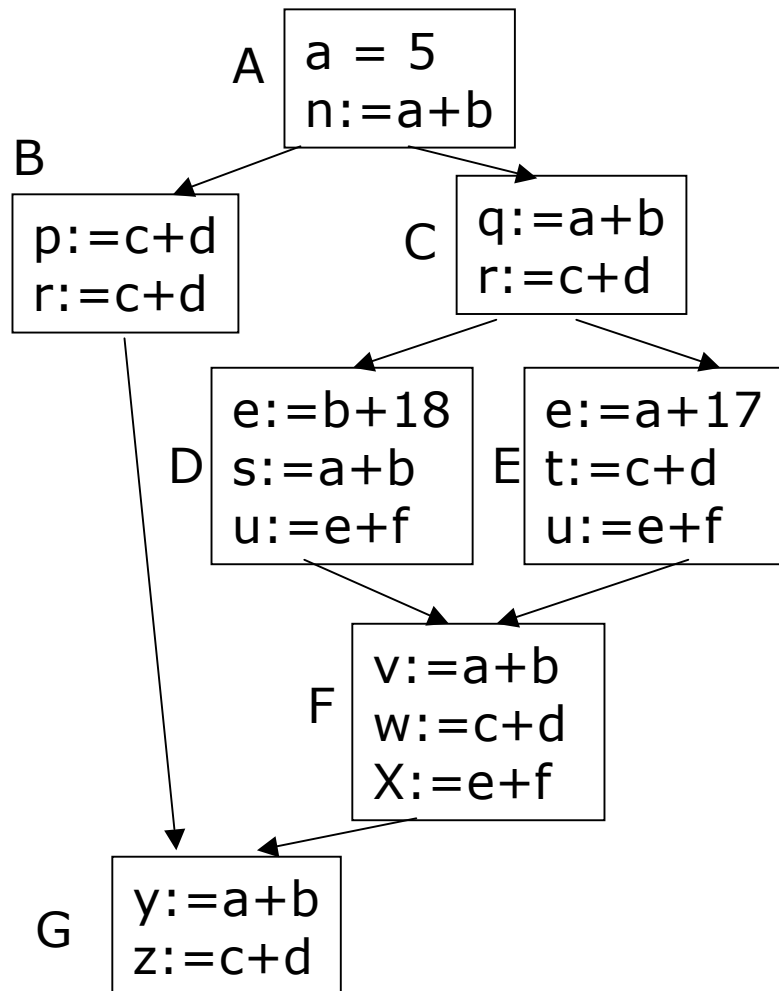 A
a = 5
n:=a+b
B
p:=c+d
r:=c+d
C
q:=a+b
r:=c+d
D
e:=b+18
s:=a+b
u:=e+f
E
e:=a+17
t:=c+d
u:=e+f
F
v:=a+b
w:=c+d
X:=e+f
G
y:=a+b
z:=c+d